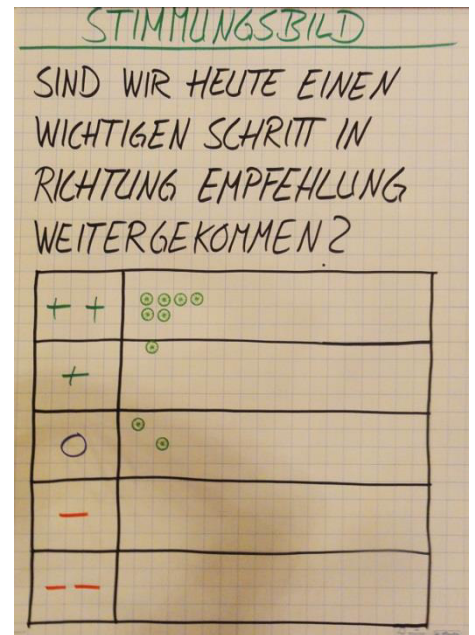 STIMMUNGSBILD
SIND WIR HEUTE EINEN
WICHTIGEN SCHRITT IN
RICHTUNG EMPFEHLUNG
WEITERGEKOMMEN?
+ +
+
O
–
– –